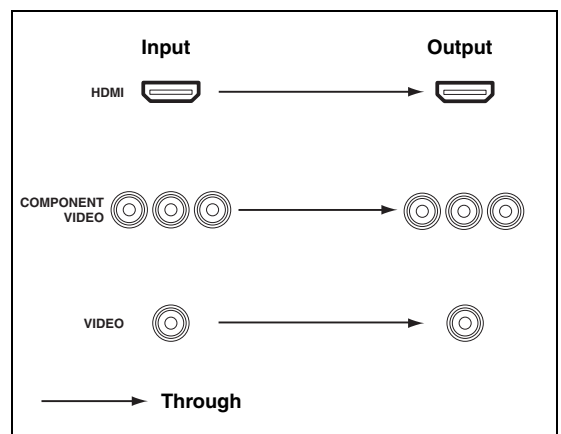 Input Output
HDMI
COMPONENT
VIDEO
VIDEO
Through